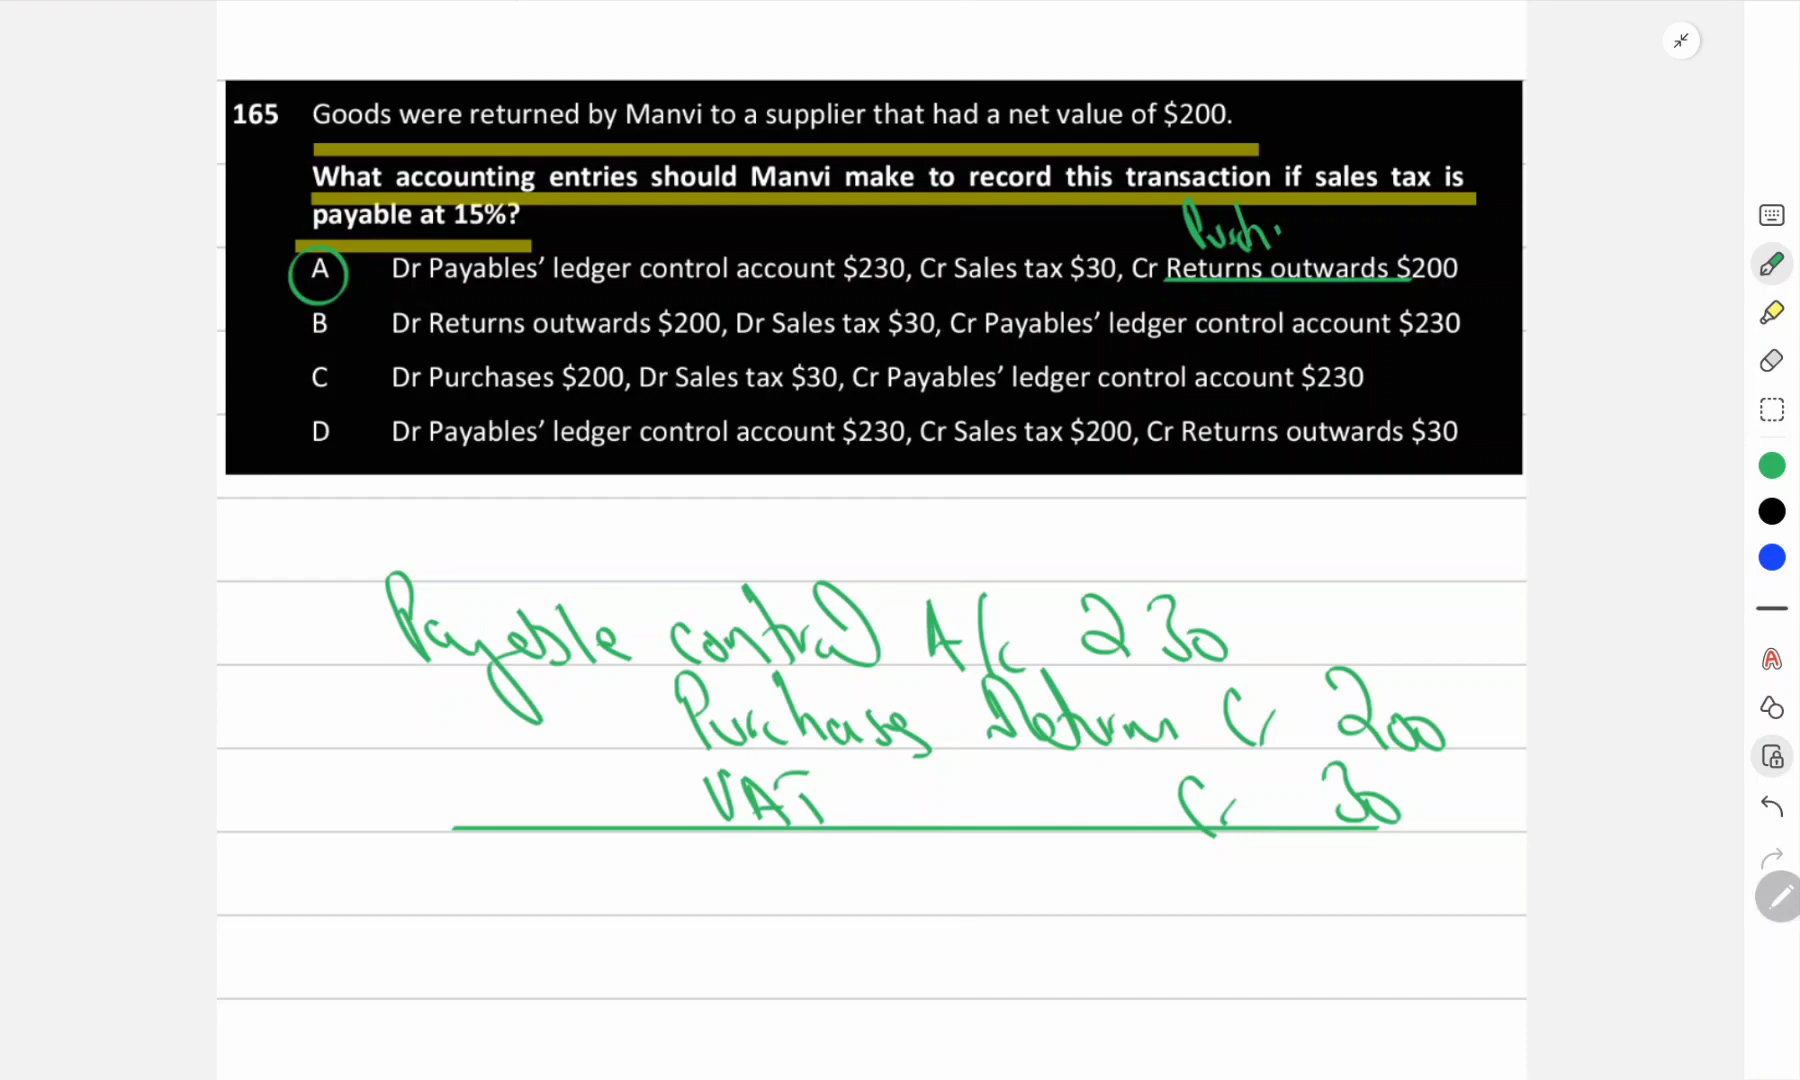 165 Goods were returned by Manvi to a supplier that had a net value of $200.
What accounting entries should Manvi make to record this transaction if sales tax is
payable at 15%?
Purch.
A Dr Payables’ ledger control account $230, Cr Sales tax $30, Cr Returns outwards $200
B Dr Returns outwards $200, Dr Sales tax $30, Cr Payables’ ledger control account $230
C Dr Purchases $200, Dr Sales tax $30, Cr Payables’ ledger control account $230
D Dr Payables’ ledger control account $230, Cr Sales tax $200, Cr Returns outwards $30
Payable control A/c 230
Purchase Return Cr 200
VAT Cr 30